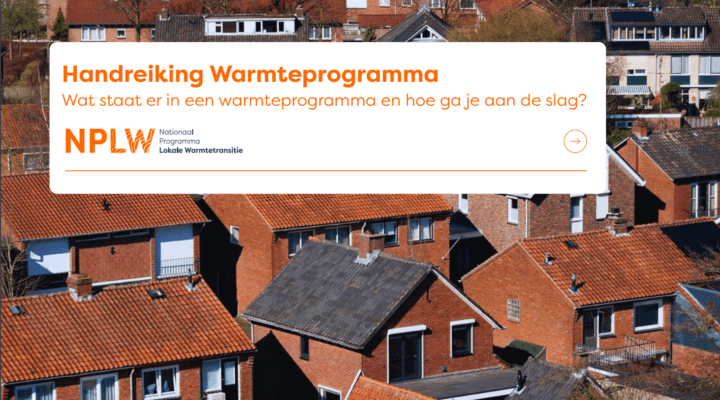 Handreiking Warmteprogramma
Wat staat er in een warmteprogramma en hoe ga je aan de slag?
NPLW
Nationaal
Programma
Lokale Warmtetransitie